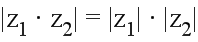 |z₁ · z₂| = |z₁| · |z₂|